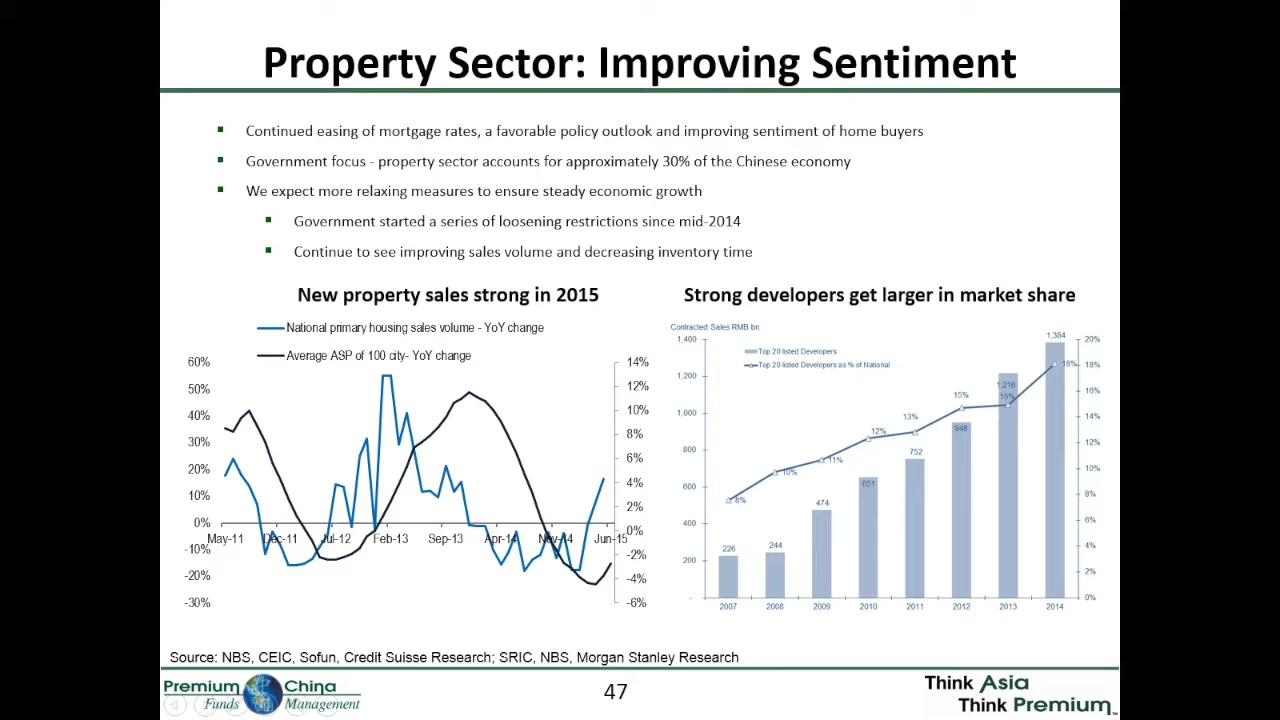 Property Sector: Improving Sentiment
Continued easing of mortgage rates, a favorable policy outlook and improving sentiment of home buyers
Government focus - property sector accounts for approximately 30% of the Chinese economy
We expect more relaxing measures to ensure steady economic growth
Government started a series of loosening restrictions since mid-2014
Continue to see improving sales volume and decreasing inventory time
New property sales strong in 2015
National primary housing sales volume - YoY change
Average ASP of 100 city- YoY change
60%
50%
40%
30%
20%
10%
0%
-10%
-20%
-30%
14%
12%
10%
8%
6%
4%
2%
0%
-2%
-4%
-6%
May-11 Dec-11 Jul-12 Feb-13 Sep-13 Apr-14 Nov-14 Jun-15
Strong developers get larger in market share
Contracted Sales RMB bn
Top 20 listed Developers
Top 20 listed Developers as % of National
1,400
1,200
1,000
800
600
400
200
-
20%
18%
16%
14%
12%
10%
8%
6%
4%
2%
0%
226
244
474
651
752
948
1,216
1,384
8%
10%
11%
12%
13%
15%
15%
18%
2007 2008 2009 2010 2011 2012 2013 2014
Source: NBS, CEIC, Sofun, Credit Suisse Research; SRIC, NBS, Morgan Stanley Research
Premium China
Funds Management
47
Think Asia
Think Premium™